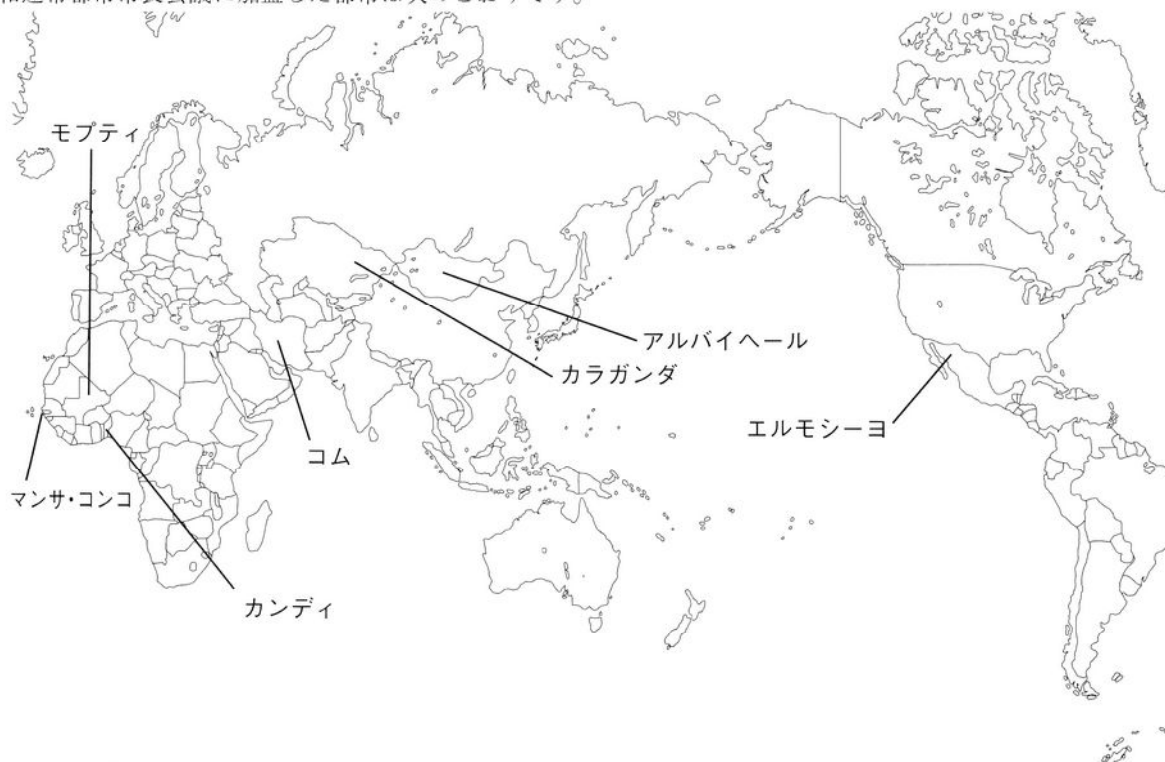 モプティ
アルバイヘール
カラガンダ
エルモシーヨ
コム
マンサ・コンコ
カンディ